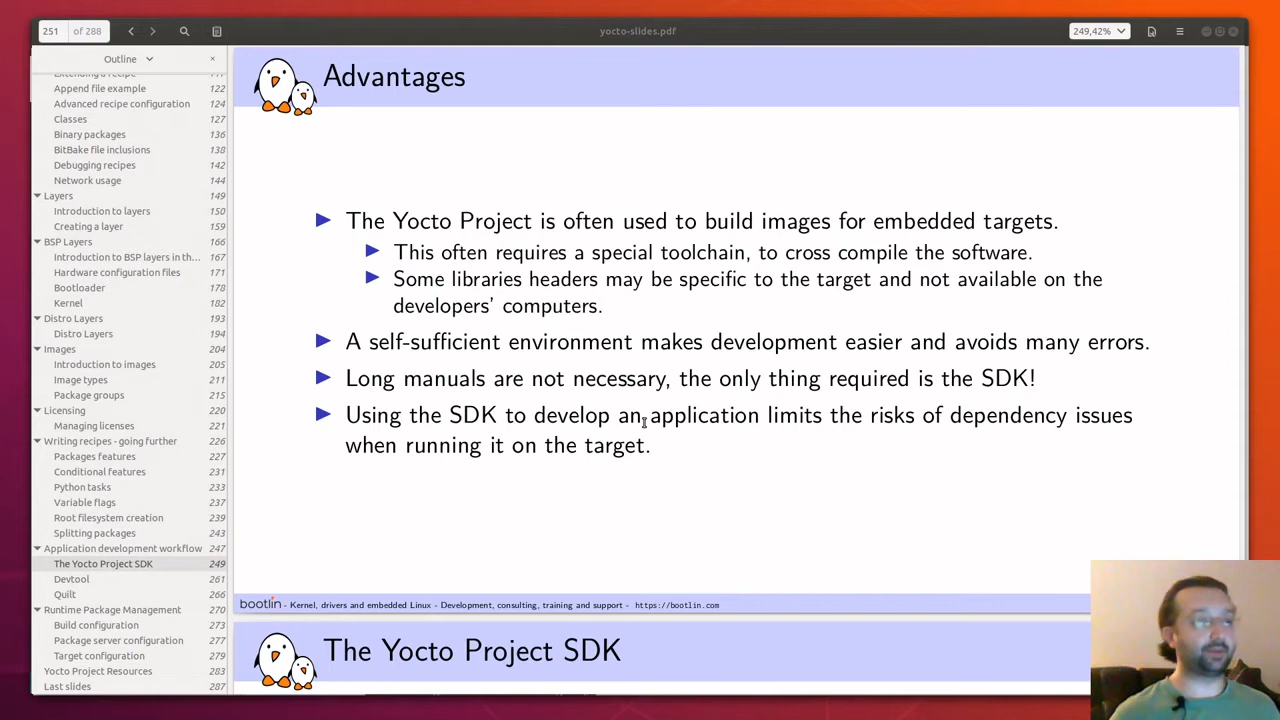 251 of 288
yocto-slides.pdf
249,42%
Outline
Extending a recipe 111
Append file example 122
Advanced recipe configuration 124
Classes 127
Binary packages 136
BitBake file inclusions 138
Debugging recipes 142
Network usage 144
Layers 149
Introduction to layers 150
Creating a layer 159
BSP Layers 166
Introduction to BSP layers in th... 167
Hardware configuration files 171
Bootloader 178
Kernel 182
Distro Layers 193
Distro Layers 194
Images 204
Introduction to images 205
Image types 211
Package groups 215
Licensing 220
Managing licenses 221
Writing recipes - going further 226
Packages features 227
Conditional features 231
Python tasks 233
Variable flags 237
Root filesystem creation 239
Splitting packages 243
Application development workflow 247
The Yocto Project SDK 249
Devtool 261
Quilt 266
Runtime Package Management 270
Build configuration 273
Package server configuration 277
Target configuration 279
Yocto Project Resources 283
Last slides 287
Advantages
The Yocto Project is often used to build images for embedded targets.
This often requires a special toolchain, to cross compile the software.
Some libraries headers may be specific to the target and not available on the
developers' computers.
A self-sufficient environment makes development easier and avoids many errors.
Long manuals are not necessary, the only thing required is the SDK!
Using the SDK to develop an application limits the risks of dependency issues
when running it on the target.
bootlin - Kernel, drivers and embedded Linux - Development, consulting, training and support - https://bootlin.com
The Yocto Project SDK